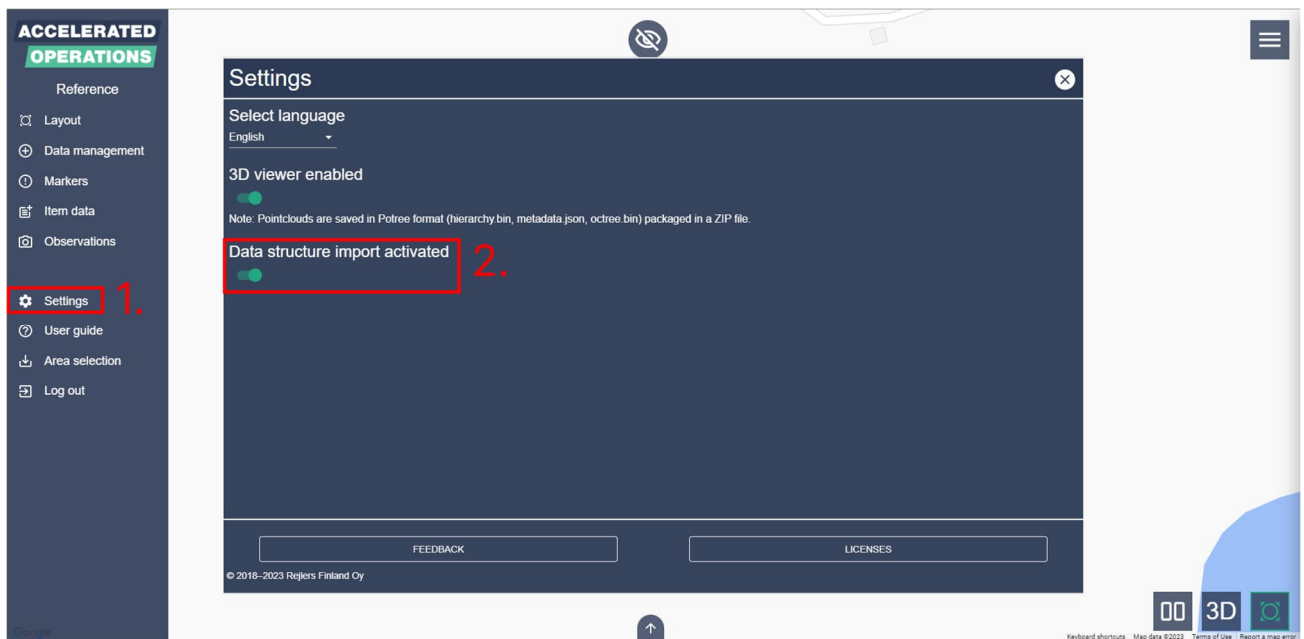 ACCELERATED
OPERATIONS
Reference
Layout
Data management
Markers
Item data
Observations
Settings
1.
User guide
Area selection
Log out
Settings
Select language
English
3D viewer enabled
Note: Pointclouds are saved in Potree format (hierarchy.bin, metadata.json, octree.bin) packaged in a ZIP file.
Data structure import activated
2.
FEEDBACK
LICENSES
© 2018–2023 Rejlers Finland Oy
3D
Google
Keyboard shortcuts Map data ©2023 Terms of Use Report a map error